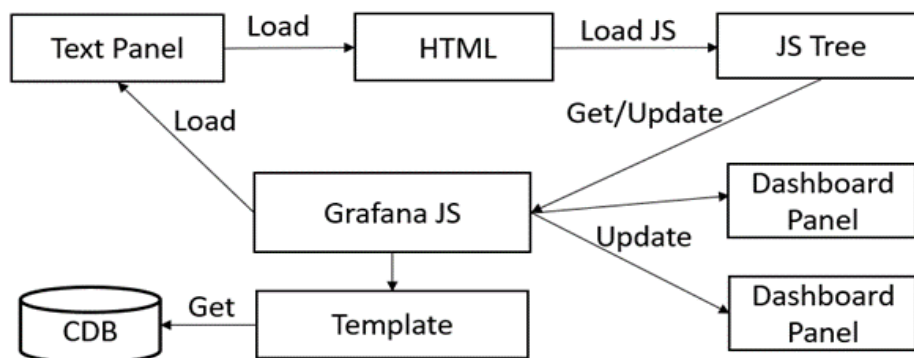 Text Panel
Load
HTML
Load JS
JS Tree
Load
Get/Update
Grafana JS
Dashboard
Panel
Update
CDB
Get
Template
Dashboard
Panel